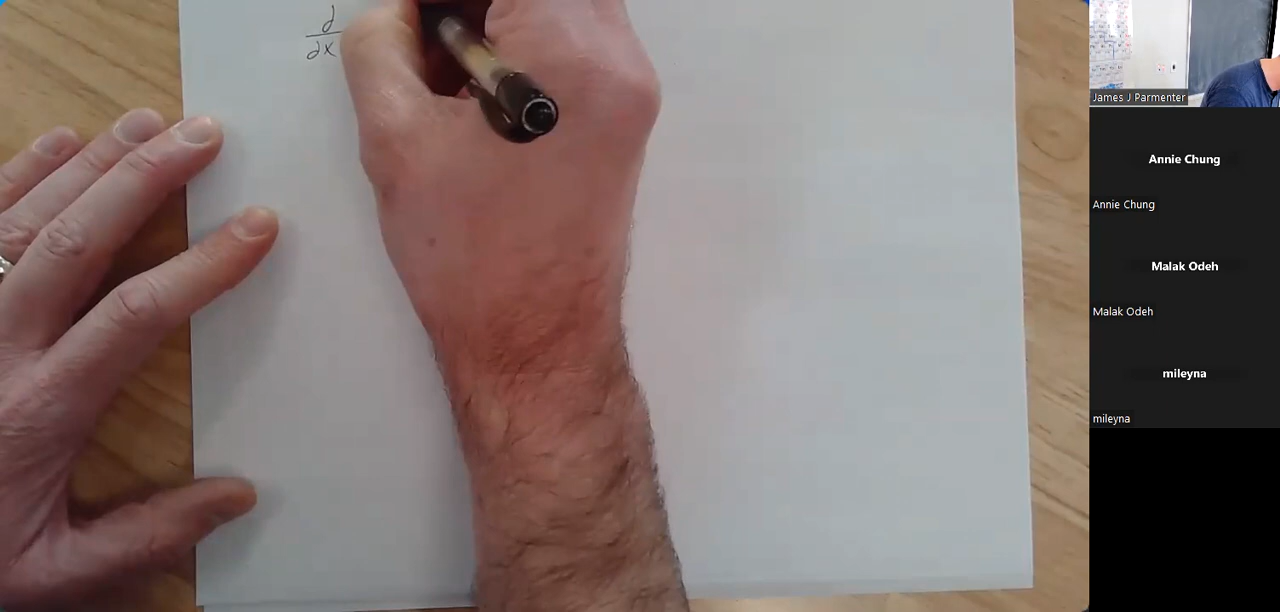 d
dx
James J Parmenter
Annie Chung
Annie Chung
Malak Odeh
Malak Odeh
mileyna
mileyna